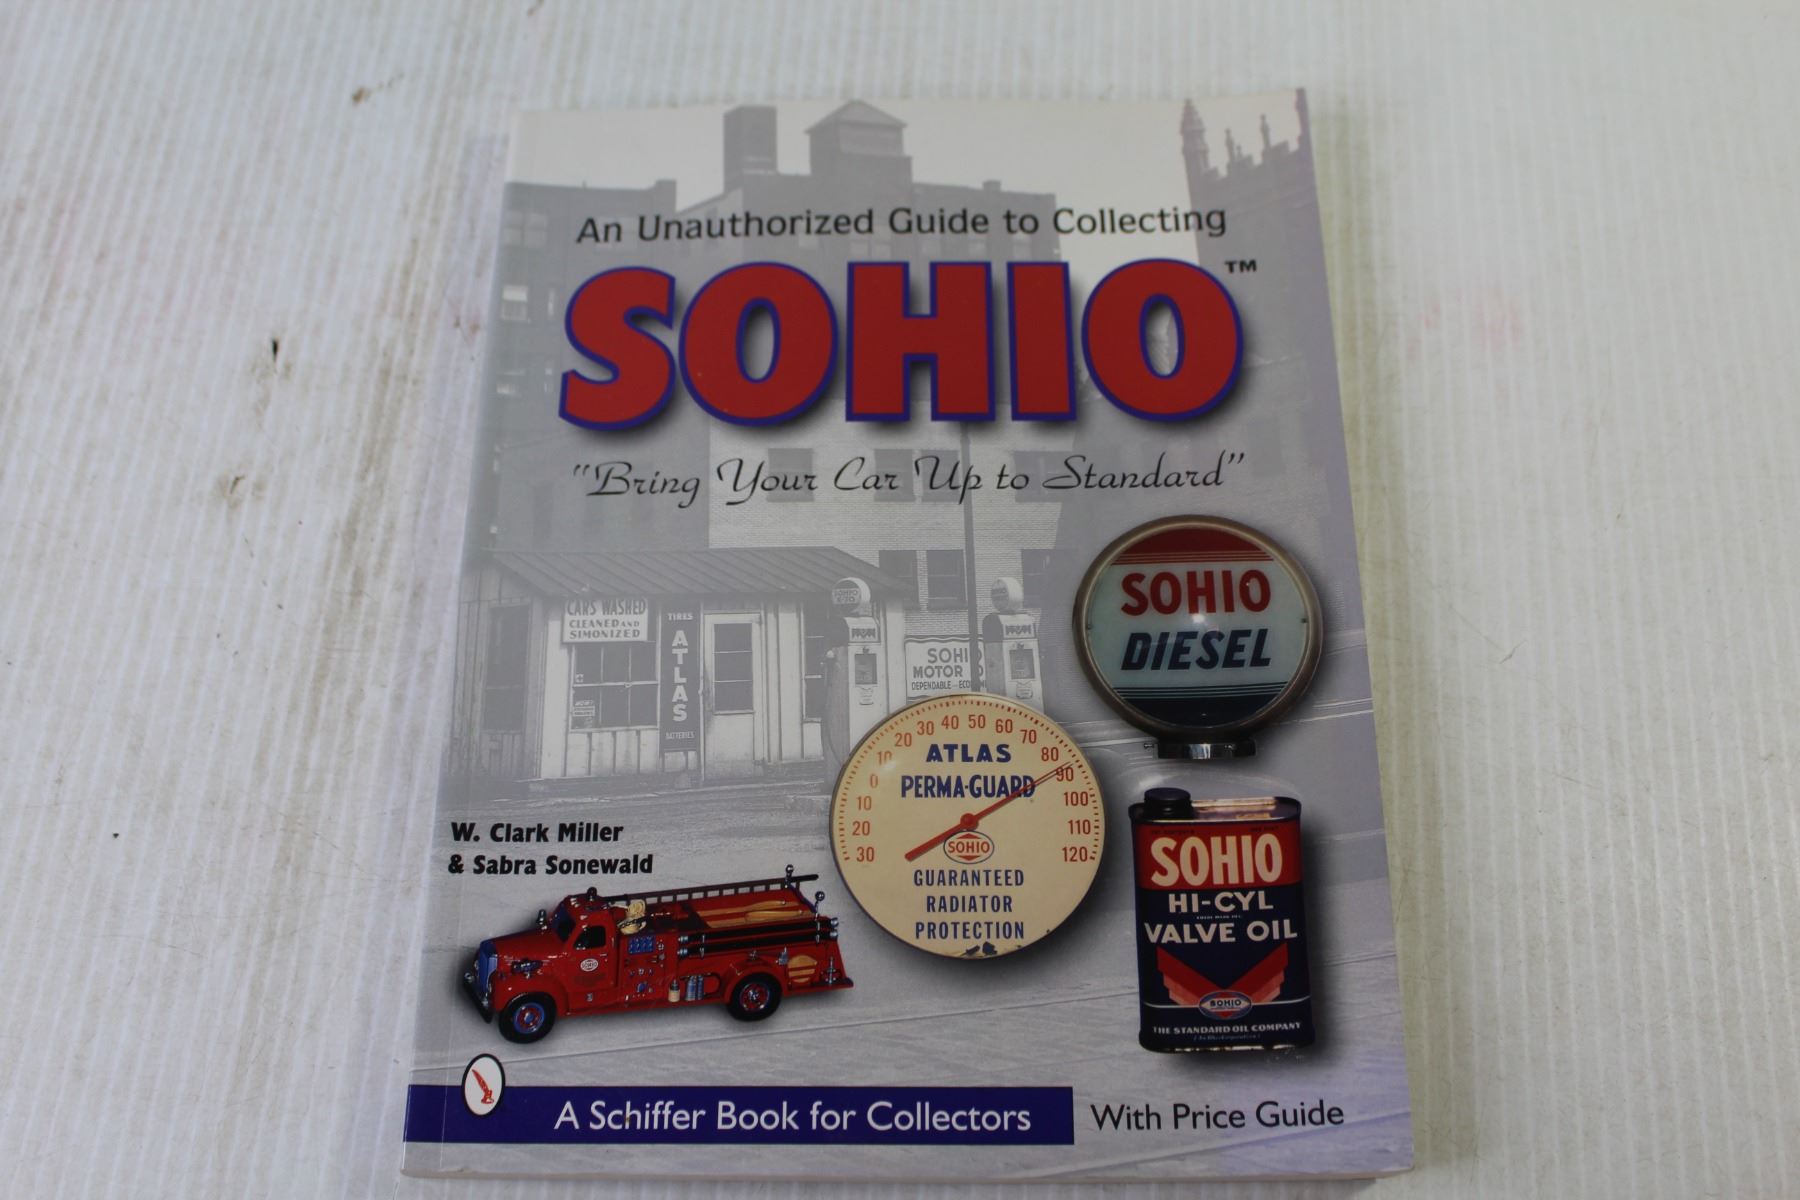 An Unauthorized Guide to Collecting
SOHIO™
"Bring Your Car Up to Standard"
CARS WASHED
CLEANED AND
SIMONIZED
TIRES
ATLAS
BATTERIES
SOHIO
MOTOR
DEPENDABLE
SOHIO
DIESEL
10 20 30 40 50 60 70 80
0 90
10 100
20 110
30 120
ATLAS
PERMA-GUARD
SOHIO
GUARANTEED
RADIATOR
PROTECTION
SOHIO
HI-CYL
VALVE OIL
SOHIO
THE STANDARD OIL COMPANY
W. Clark Miller
& Sabra Sonewald
SOHIO
A Schiffer Book for Collectors
With Price Guide